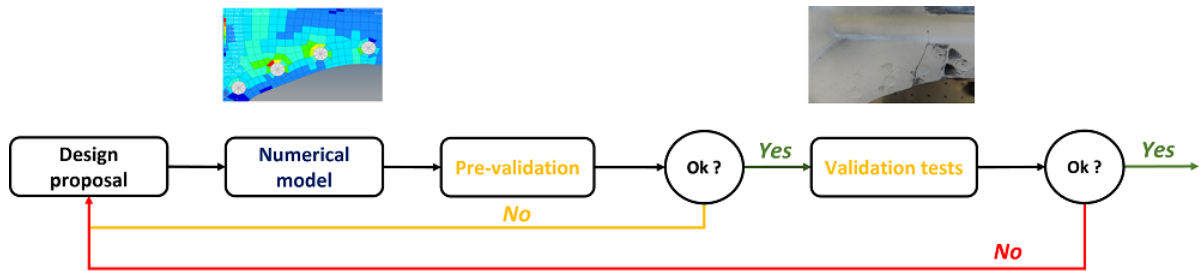 Design
proposal
Numerical
model
Pre-validation
Ok ?
Yes
Validation tests
Ok ?
Yes
No
No